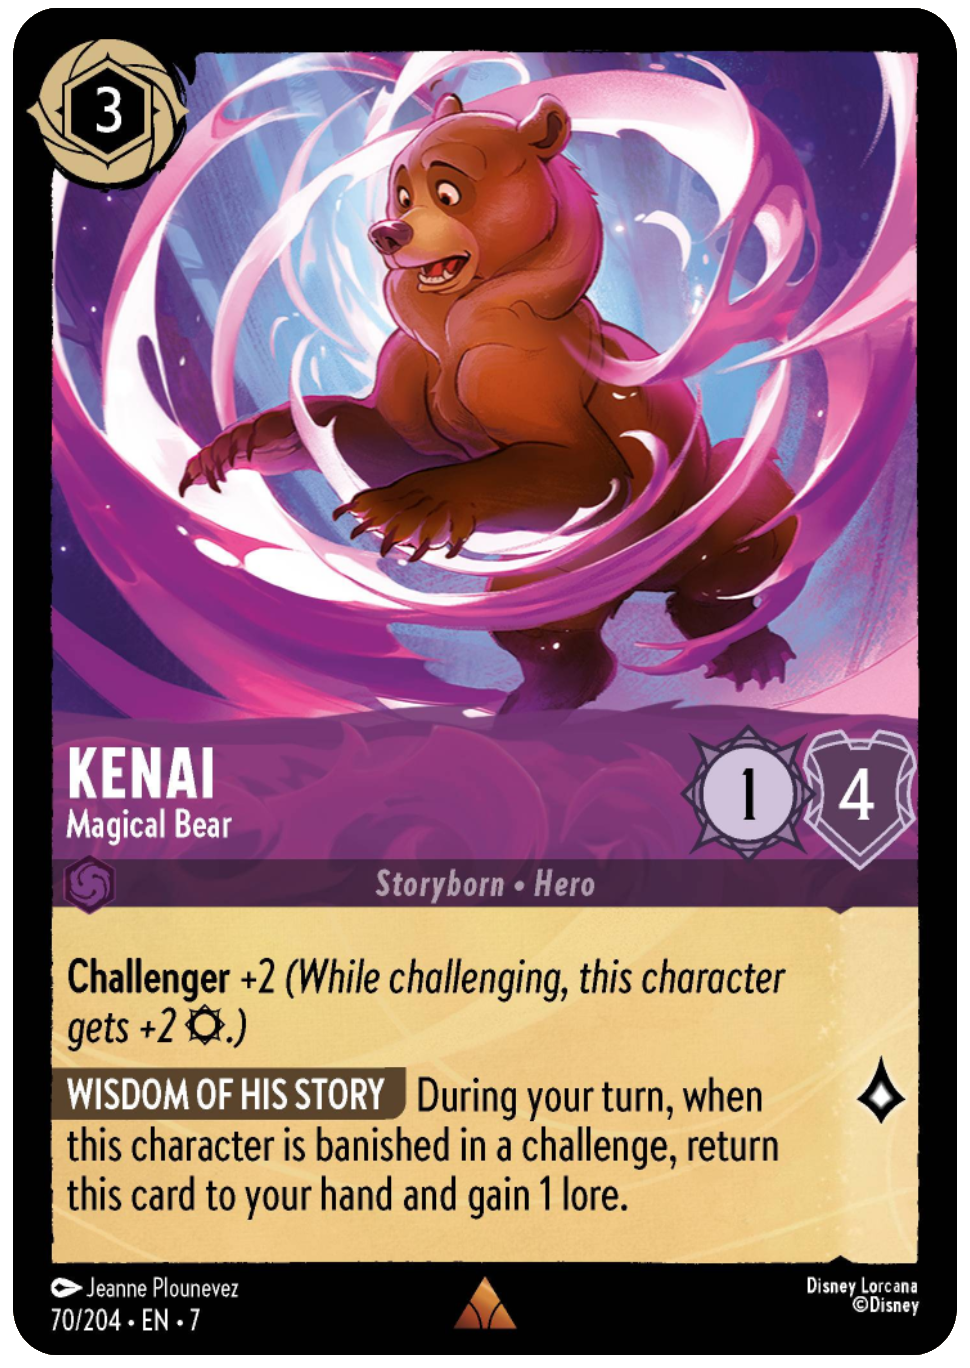 3
KENAI
Magical Bear
1 4
Storyborn • Hero
Challenger +2 (While challenging, this character
gets +2 .)
WISDOM OF HIS STORY During your turn, when
this character is banished in a challenge, return
this card to your hand and gain 1 lore.
Jeanne Plounevez
70/204 • EN • 7
Disney Lorcana
©Disney